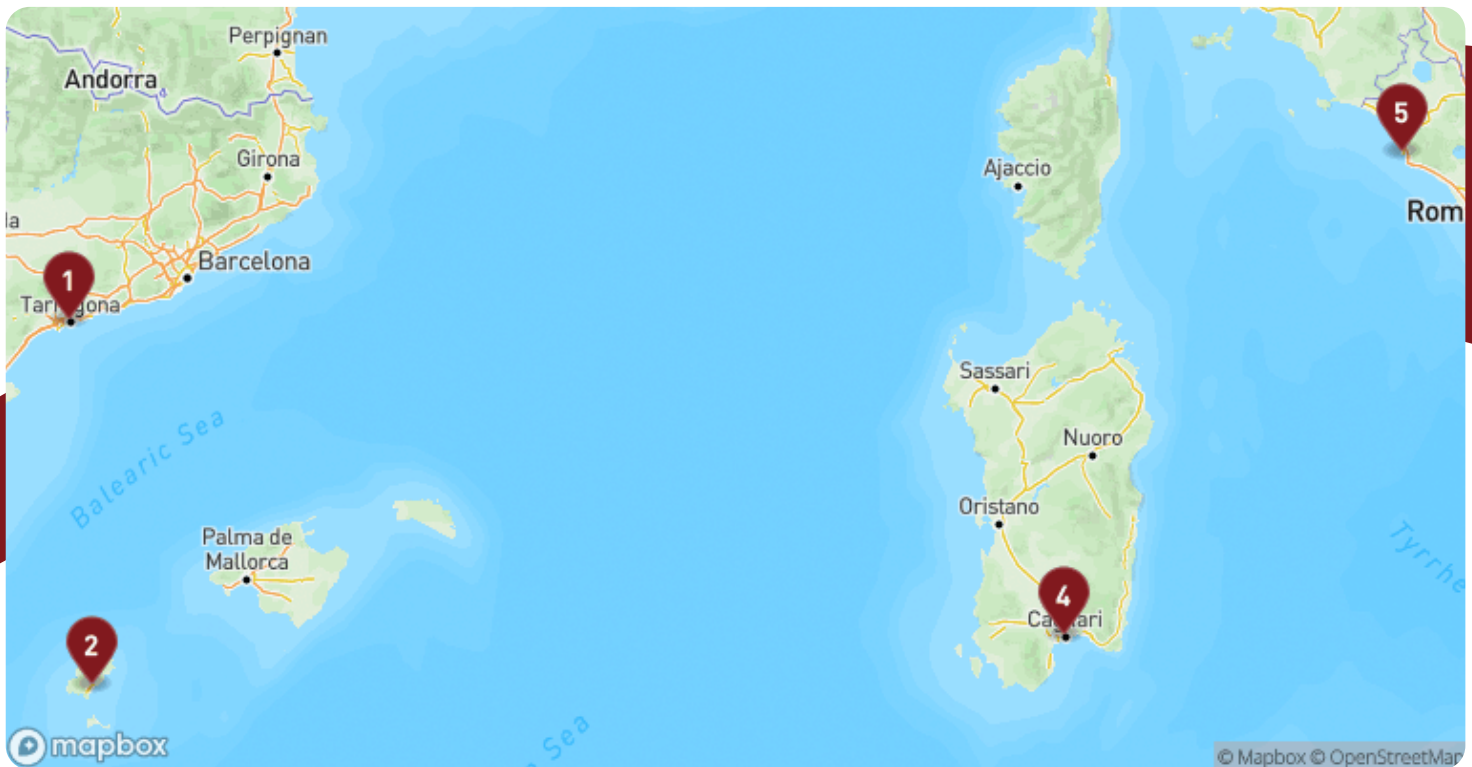 Perpignan
Andorra
5
Girona
Ajaccio
la
Rom
Barcelona
1
Tarragona
Sassari
Balearic Sea
Nuoro
Oristano
Palma de
Mallorca
Tyrrhe
4
Cagliari
2
Sea
mapbox
© Mapbox © OpenStreetMap